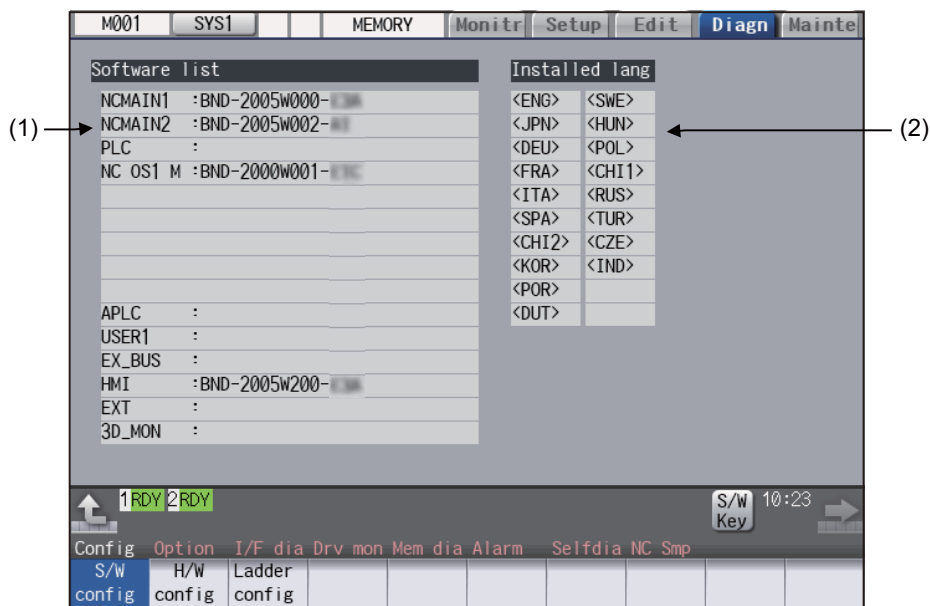 M001 SYS1 MEMORY Monitr Setup Edit Diagn Mainte
Software list
NCMAIN1 :BND-2005W000-
NCMAIN2 :BND-2005W002-
PLC :
NC OS1 M :BND-2000W001-
APLC :
USER1 :
EX_BUS :
HMI :BND-2005W200-
EXT :
3D_MON :
(1)
Installed lang
<ENG> <SWE>
<JPN> <HUN>
<DEU> <POL>
<FRA> <CHI1>
<ITA> <RUS>
<SPA> <TUR>
<CHI2> <CZE>
<KOR> <IND>
<POR>
<DUT>
(2)
1RDY 2RDY
S/W Key 10:23
Config Option I/F dia Drv mon Mem dia Alarm Selfdia NC Smp
S/W config H/W config Ladder config